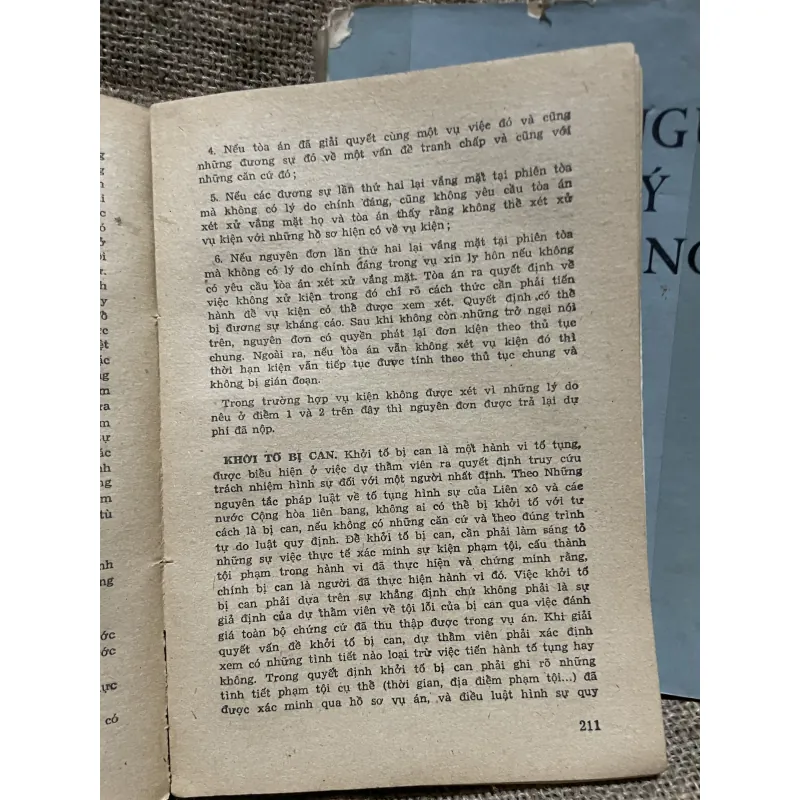 4. Nếu tòa án đã giải quyết cùng một vụ việc đó và cũng
những đương sự đó về một vấn đề tranh chấp và cũng với
những căn cứ đó;
5. Nếu các đương sự lần thứ hai lại vắng mặt tại phiên tòa
mà không có lý do chính đáng, cũng không yêu cầu tòa án
xét xử vắng mặt họ và tòa án thấy rằng không thể xét xử
vụ kiện với những hồ sơ hiện có về vụ kiện;
6. Nếu nguyên đơn lần thứ hai lại vắng mặt tại phiên tòa
mà không có lý do chính đáng trong vụ xin ly hôn nếu không
có yêu cầu tòa án xét xử vắng mặt. Tòa án ra quyết định về
việc không xử kiện trong đó chỉ rõ cách thức cần phải tiến
hành để vụ kiện có thể được xem xét. Quyết định có thể
bị đương sự kháng cáo. Sau khi không còn những trở ngại nói
trên, nguyên đơn có quyền phát lại đơn kiện theo thủ tục
chung. Ngoài ra, nếu tòa án vẫn không xét vụ kiện đó thì
thời hạn kiện vẫn tiếp tục được tính theo thủ tục chung và
không bị gián đoạn.
Trong trường hợp vụ kiện không được xét vì những lý do
nêu ở điểm 1 và 2 trên đây thì nguyên đơn được trả lại dự
phí đã nộp.
KHỞI TỐ BỊ CAN. Khởi tố bị can là một hành vi tố tụng,
được biểu hiện ở việc dự thẩm viên ra quyết định truy cứu
trách nhiệm hình sự đối với một người nhất định. Theo Những
nguyên tắc pháp luật về tố tụng hình sự của Liên xô và các
nước Cộng hòa liên bang, không ai có thể bị khởi tố với tư
cách là bị can, nếu không có những căn cứ và theo đúng trình
tự do luật quy định. Để khởi tố bị can, cần phải làm sáng tỏ
những sự việc thực tế xác minh sự kiện phạm tội, cấu thành
tội phạm trong hành vi đã thực hiện và chứng minh rằng,
chính bị can là người đã thực hiện hành vi đó. Việc khởi tố
bị can phải dựa trên sự khẳng định chứ không phải là sự
giả định của dự thẩm viên về tội lỗi của bị can qua việc đánh
giá toàn bộ chứng cứ đã thu thập được trong vụ án. Khi giải
quyết vấn đề khởi tố bị can, dự thẩm viên phải xác định
xem có những tình tiết nào loại trừ việc tiến hành tố tụng hay
không. Trong quyết định khởi tố bị can phải ghi rõ những
tình tiết phạm tội cụ thể (thời gian, địa điểm phạm tội...) đã
được xác minh qua hồ sơ vụ án, và điều luật hình sự quy
211